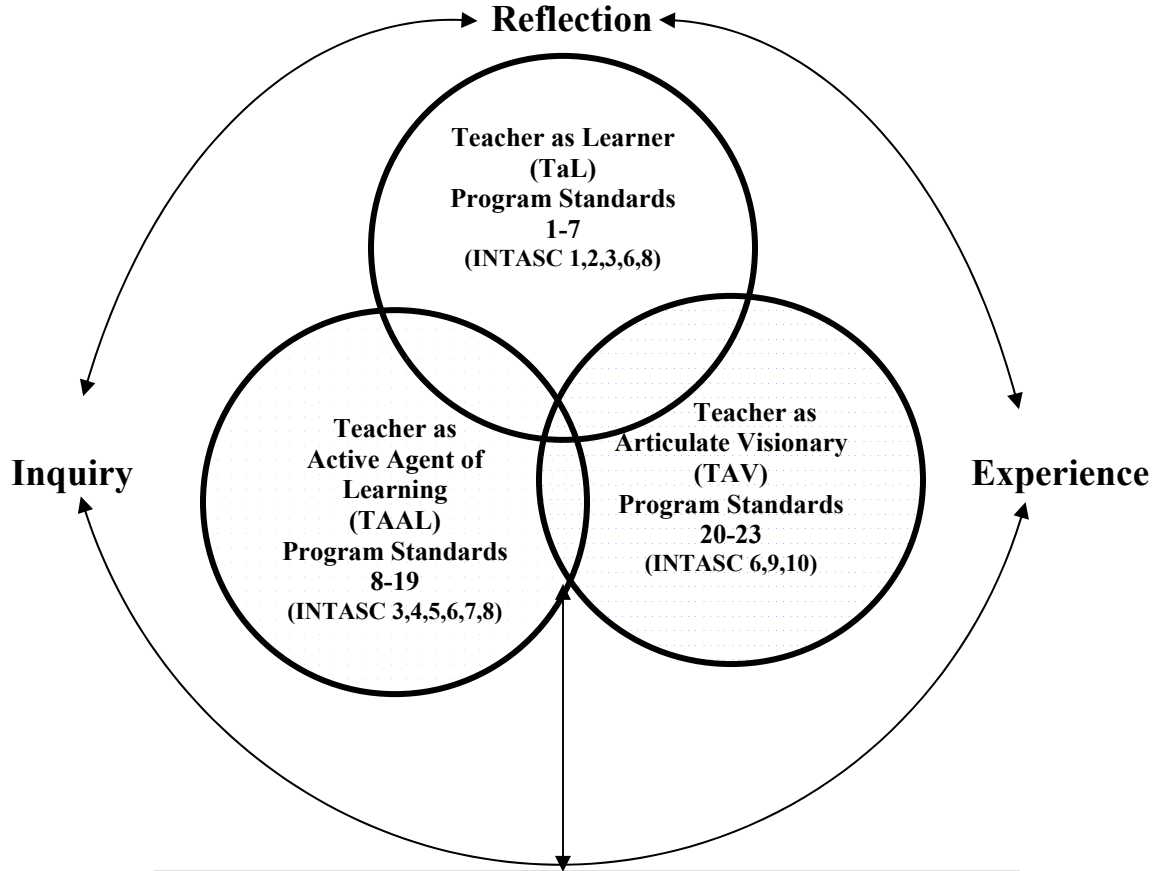 Reflection
Teacher as Learner
(TaL)
Program Standards
1-7
(INTASC 1,2,3,6,8)
Inquiry
Teacher as
Active Agent of
Learning
(TAAL)
Program Standards
8-19
(INTASC 3,4,5,6,7,8)
Teacher as
Articulate Visionary
(TAV)
Program Standards
20-23
(INTASC 6,9,10)
Experience